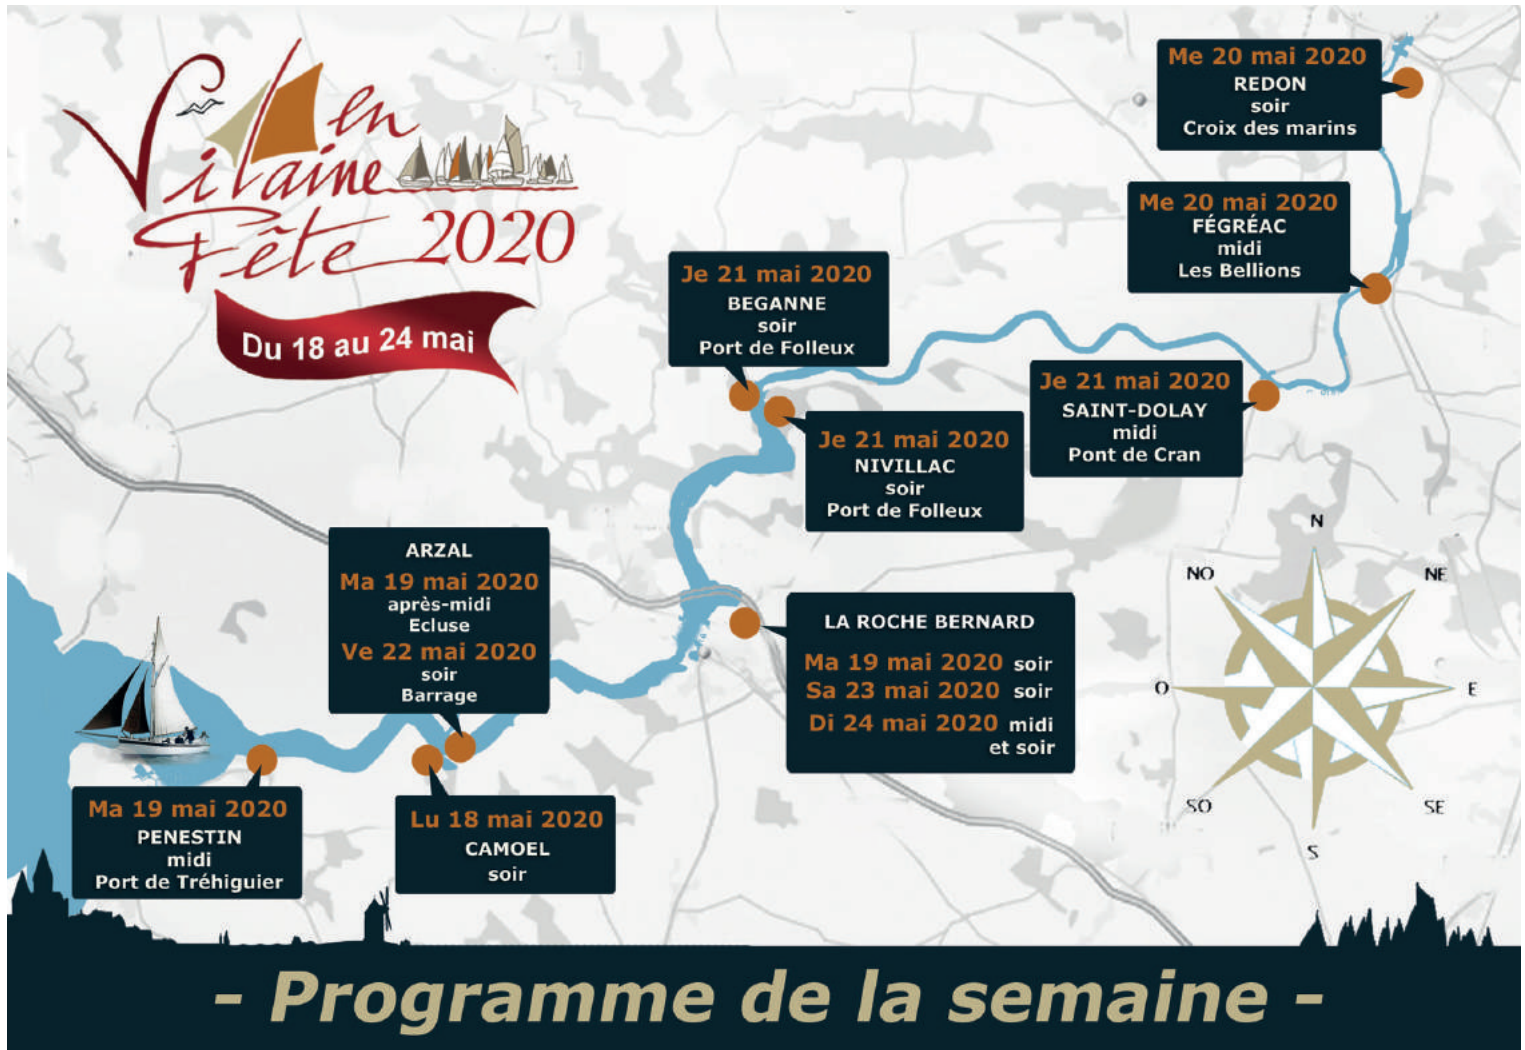 Vilaine en
Fête 2020
Du 18 au 24 mai
Me 20 mai 2020
REDON
soir
Croix des marins
Me 20 mai 2020
FÉGRÉAC
midi
Les Bellions
Je 21 mai 2020
BEGANNE
soir
Port de Folleux
Je 21 mai 2020
SAINT-DOLAY
midi
Pont de Cran
Je 21 mai 2020
NIVILLAC
soir
Port de Folleux
ARZAL
Ma 19 mai 2020
après-midi
Ecluse
Ve 22 mai 2020
soir
Barrage
LA ROCHE BERNARD
Ma 19 mai 2020 soir
Sa 23 mai 2020 soir
Di 24 mai 2020 midi
et soir
N
NO
NE
O
E
SO
SE
S
Ma 19 mai 2020
PENESTIN
midi
Port de Tréhiguier
Lu 18 mai 2020
CAMOEL
soir
- Programme de la semaine -